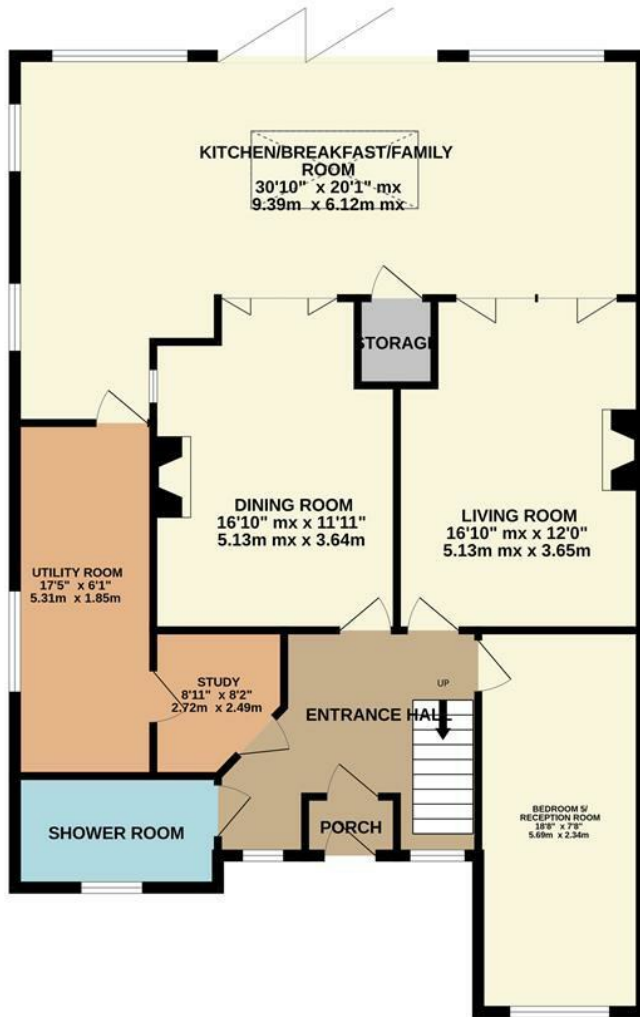 KITCHEN/BREAKFAST/FAMILY
ROOM
30'10" x 20'1" mx
9.39m x 6.12m mx
STORAGE
DINING ROOM
16'10" mx x 11'11"
5.13m mx x 3.64m
LIVING ROOM
16'10" mx x 12'0"
5.13m mx x 3.65m
UTILITY ROOM
17'5" x 6'1"
5.31m x 1.85m
STUDY
8'11" x 8'2"
2.72m x 2.49m
UP
ENTRANCE HALL
BEDROOM 5/
RECEPTION ROOM
18'8" x 7'8"
5.69m x 2.34m
SHOWER ROOM
PORCH